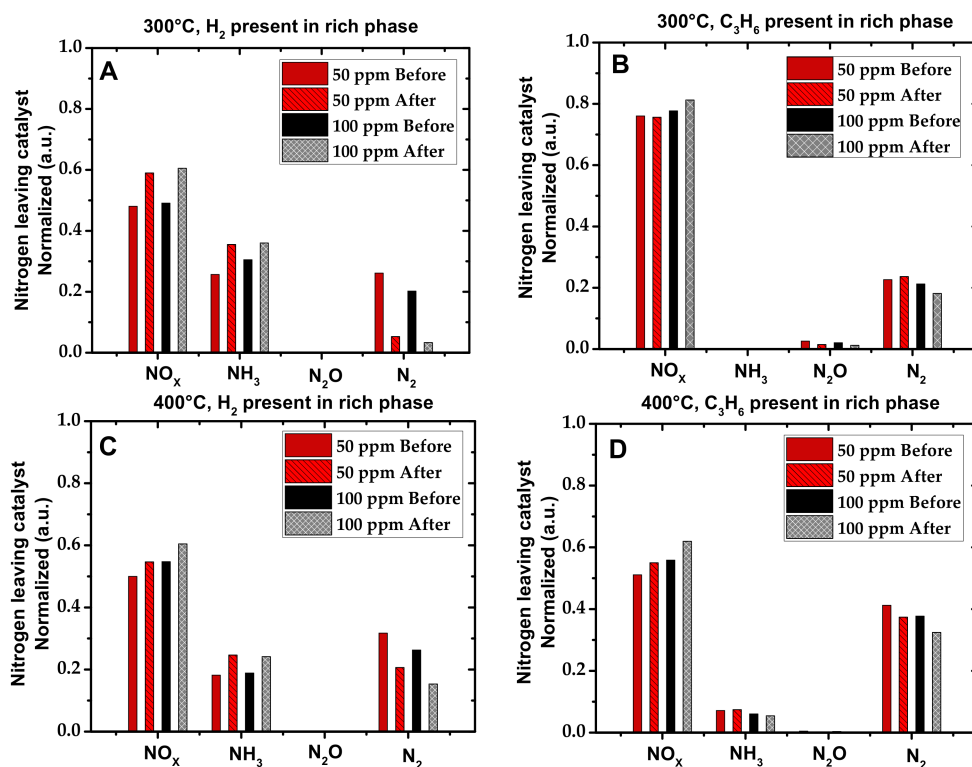 300°C, H₂ present in rich phase
A
50 ppm Before
50 ppm After
100 ppm Before
100 ppm After
Nitrogen leaving catalyst
Normalized (a.u.)
1.0
0.8
0.6
0.4
0.2
0.0
NOₓ NH₃ N₂O N₂
300°C, C₃H₆ present in rich phase
B
50 ppm Before
50 ppm After
100 ppm Before
100 ppm After
Nitrogen leaving catalyst
Normalized (a.u.)
1.0
0.8
0.6
0.4
0.2
0.0
NOₓ NH₃ N₂O N₂
400°C, H₂ present in rich phase
C
50 ppm Before
50 ppm After
100 ppm Before
100 ppm After
Nitrogen leaving catalyst
Normalized (a.u.)
1.0
0.8
0.6
0.4
0.2
0.0
NOₓ NH₃ N₂O N₂
400°C, C₃H₆ present in rich phase
D
50 ppm Before
50 ppm After
100 ppm Before
100 ppm After
Nitrogen leaving catalyst
Normalized (a.u.)
1.0
0.8
0.6
0.4
0.2
0.0
NOₓ NH₃ N₂O N₂